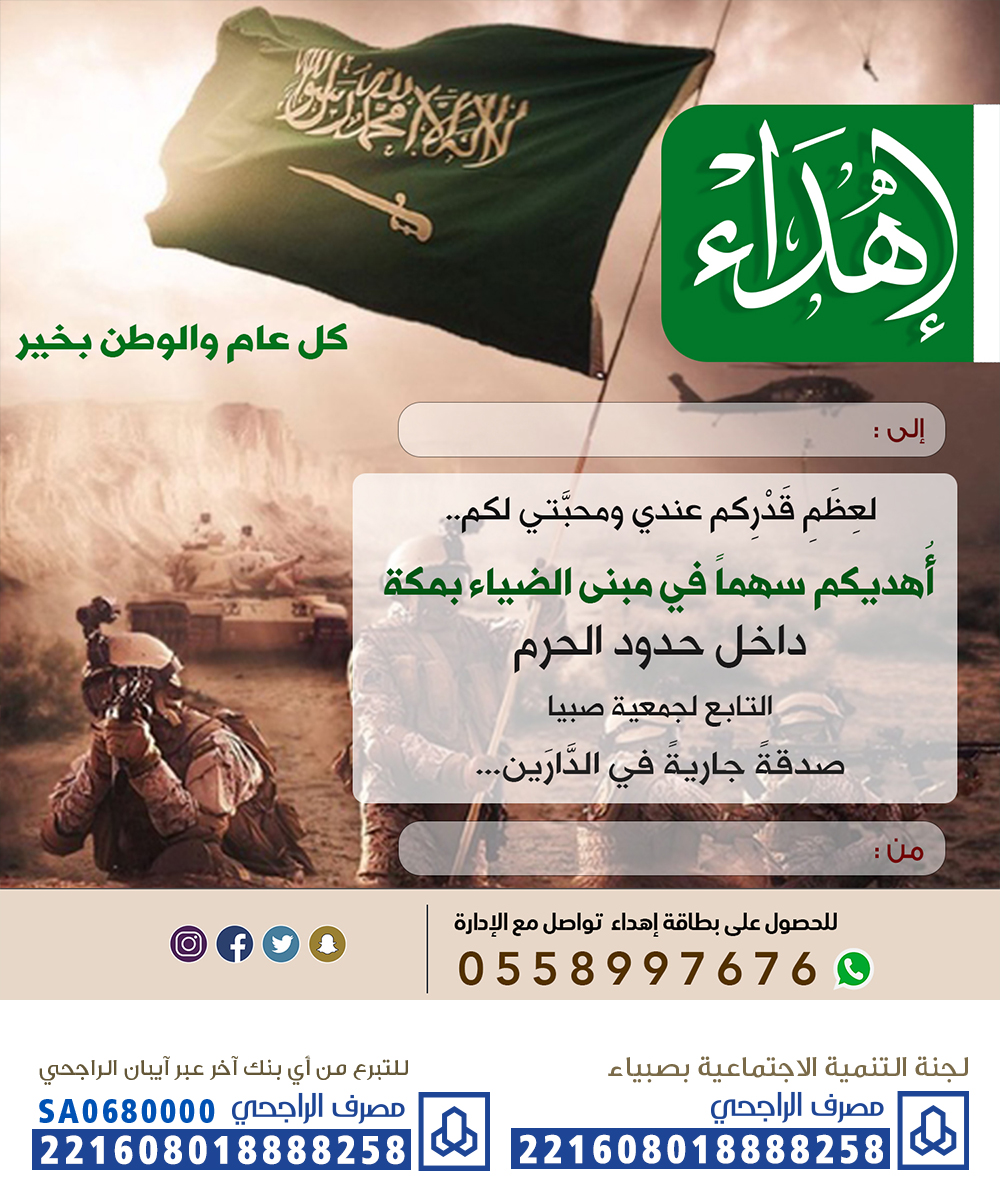 لا إله إلا الله محمد رسول الله
إهداء
كل عام والوطن بخير
إلى :
لعِظَمِ قَدْرِكم عندي ومحبَّتي لكم..
أُهديكم سهماً في مبنى الضياء بمكة
داخل حدود الحرم
التابع لجمعية صبيا
صدقةً جاريةً في الدَّارَين...
من :
للحصول على بطاقة إهداء تواصل مع الإدارة
0558997676
لجنة التنمية الاجتماعية بصبياء
مصرف الراجحي
221608018888258
للتبرع من أي بنك آخر عبر آيبان الراجحي
مصرف الراجحي SA0680000
221608018888258